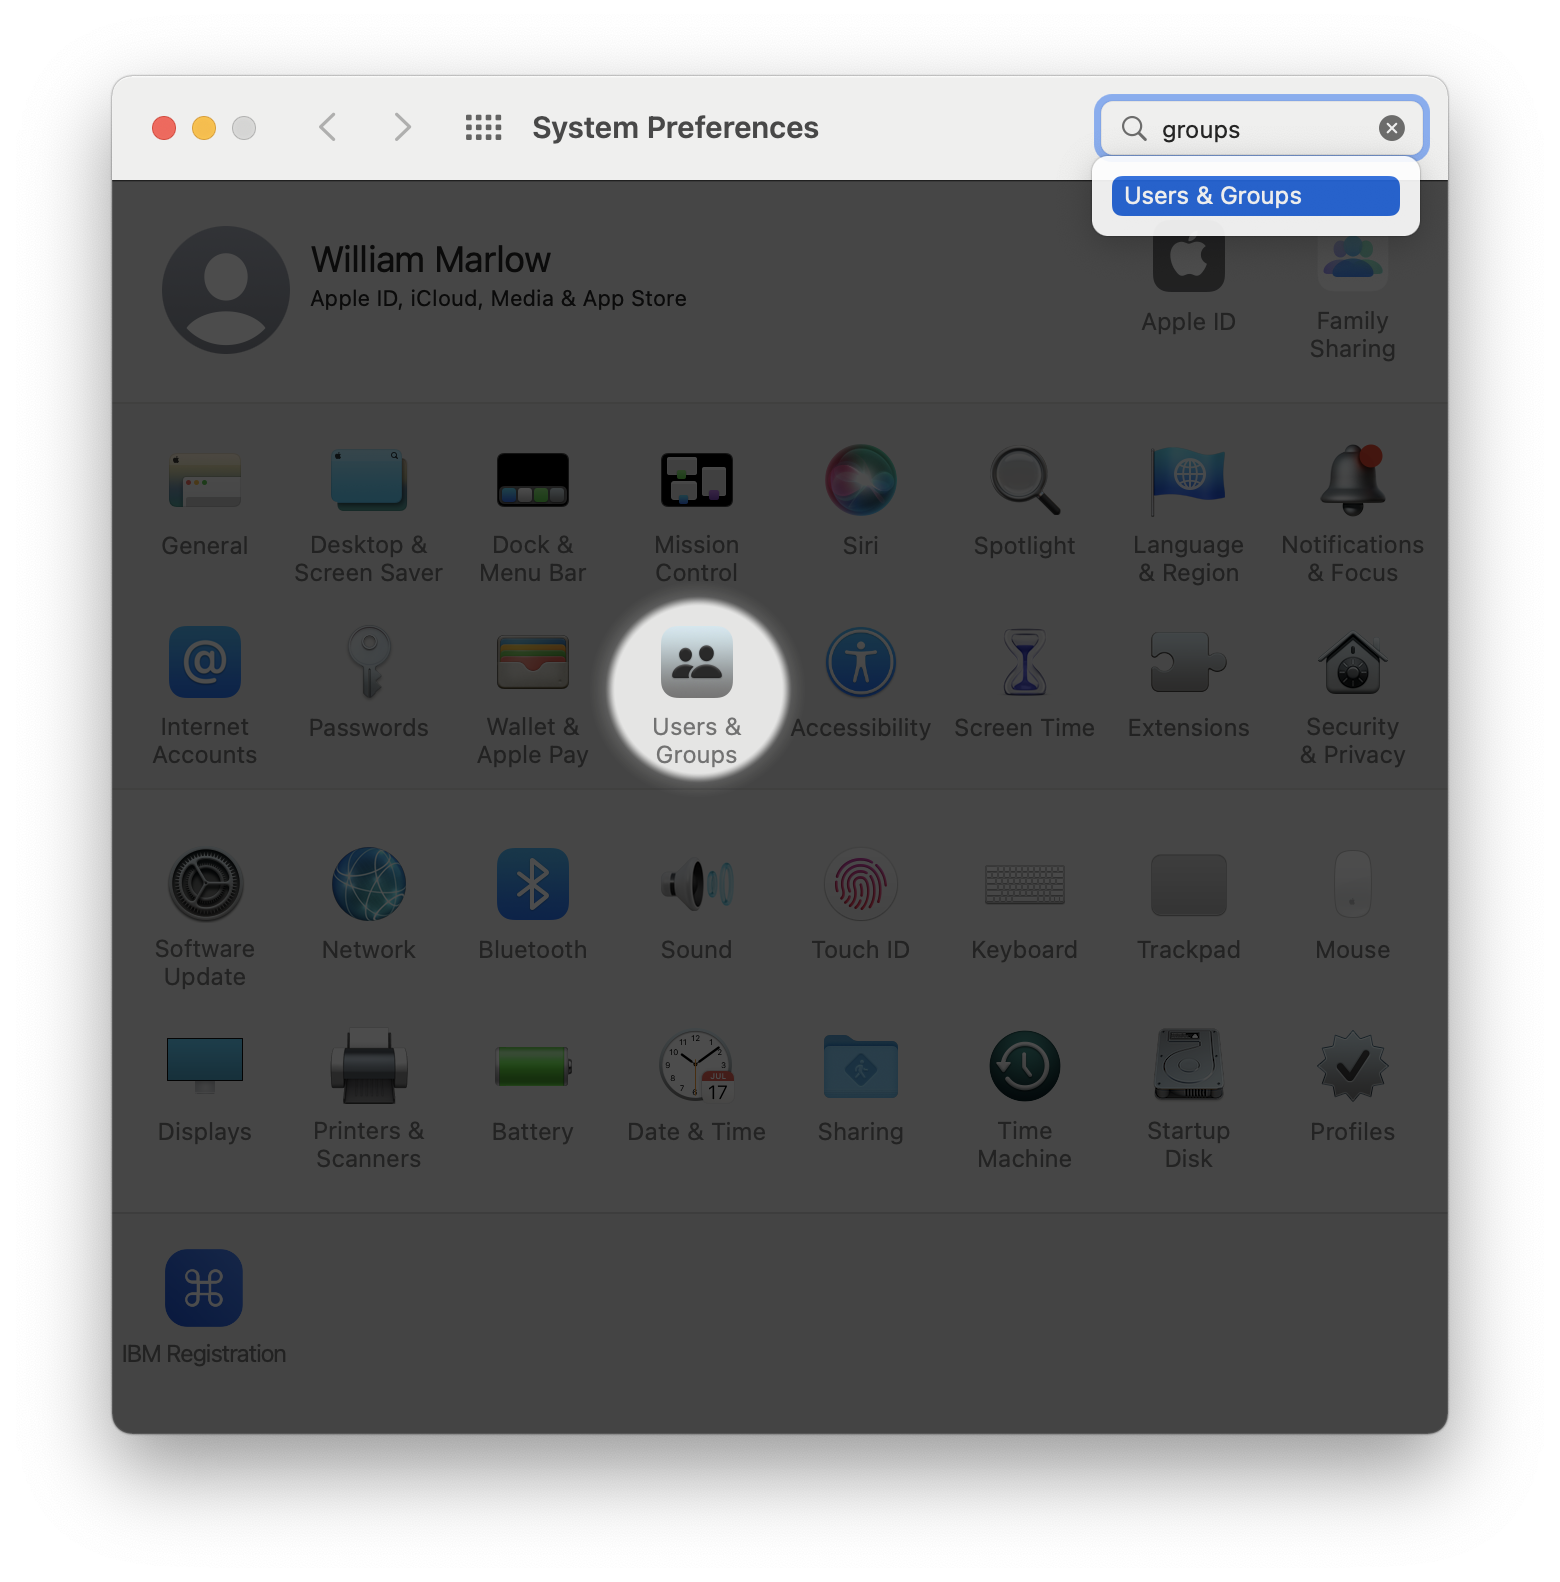 System Preferences
groups
Users & Groups
William Marlow
Apple ID, iCloud, Media & App Store
Apple ID
Family
Sharing
General
Desktop &
Screen Saver
Dock &
Menu Bar
Mission
Control
Siri
Spotlight
Language
& Region
Notifications
& Focus
Internet
Accounts
Passwords
Wallet &
Apple Pay
Users &
Groups
Accessibility
Screen Time
Extensions
Security
& Privacy
Software
Update
Network
Bluetooth
Sound
Touch ID
Keyboard
Trackpad
Mouse
Displays
Printers &
Scanners
Battery
JUL
17
Date & Time
Sharing
Time
Machine
Startup
Disk
Profiles
IBM Registration